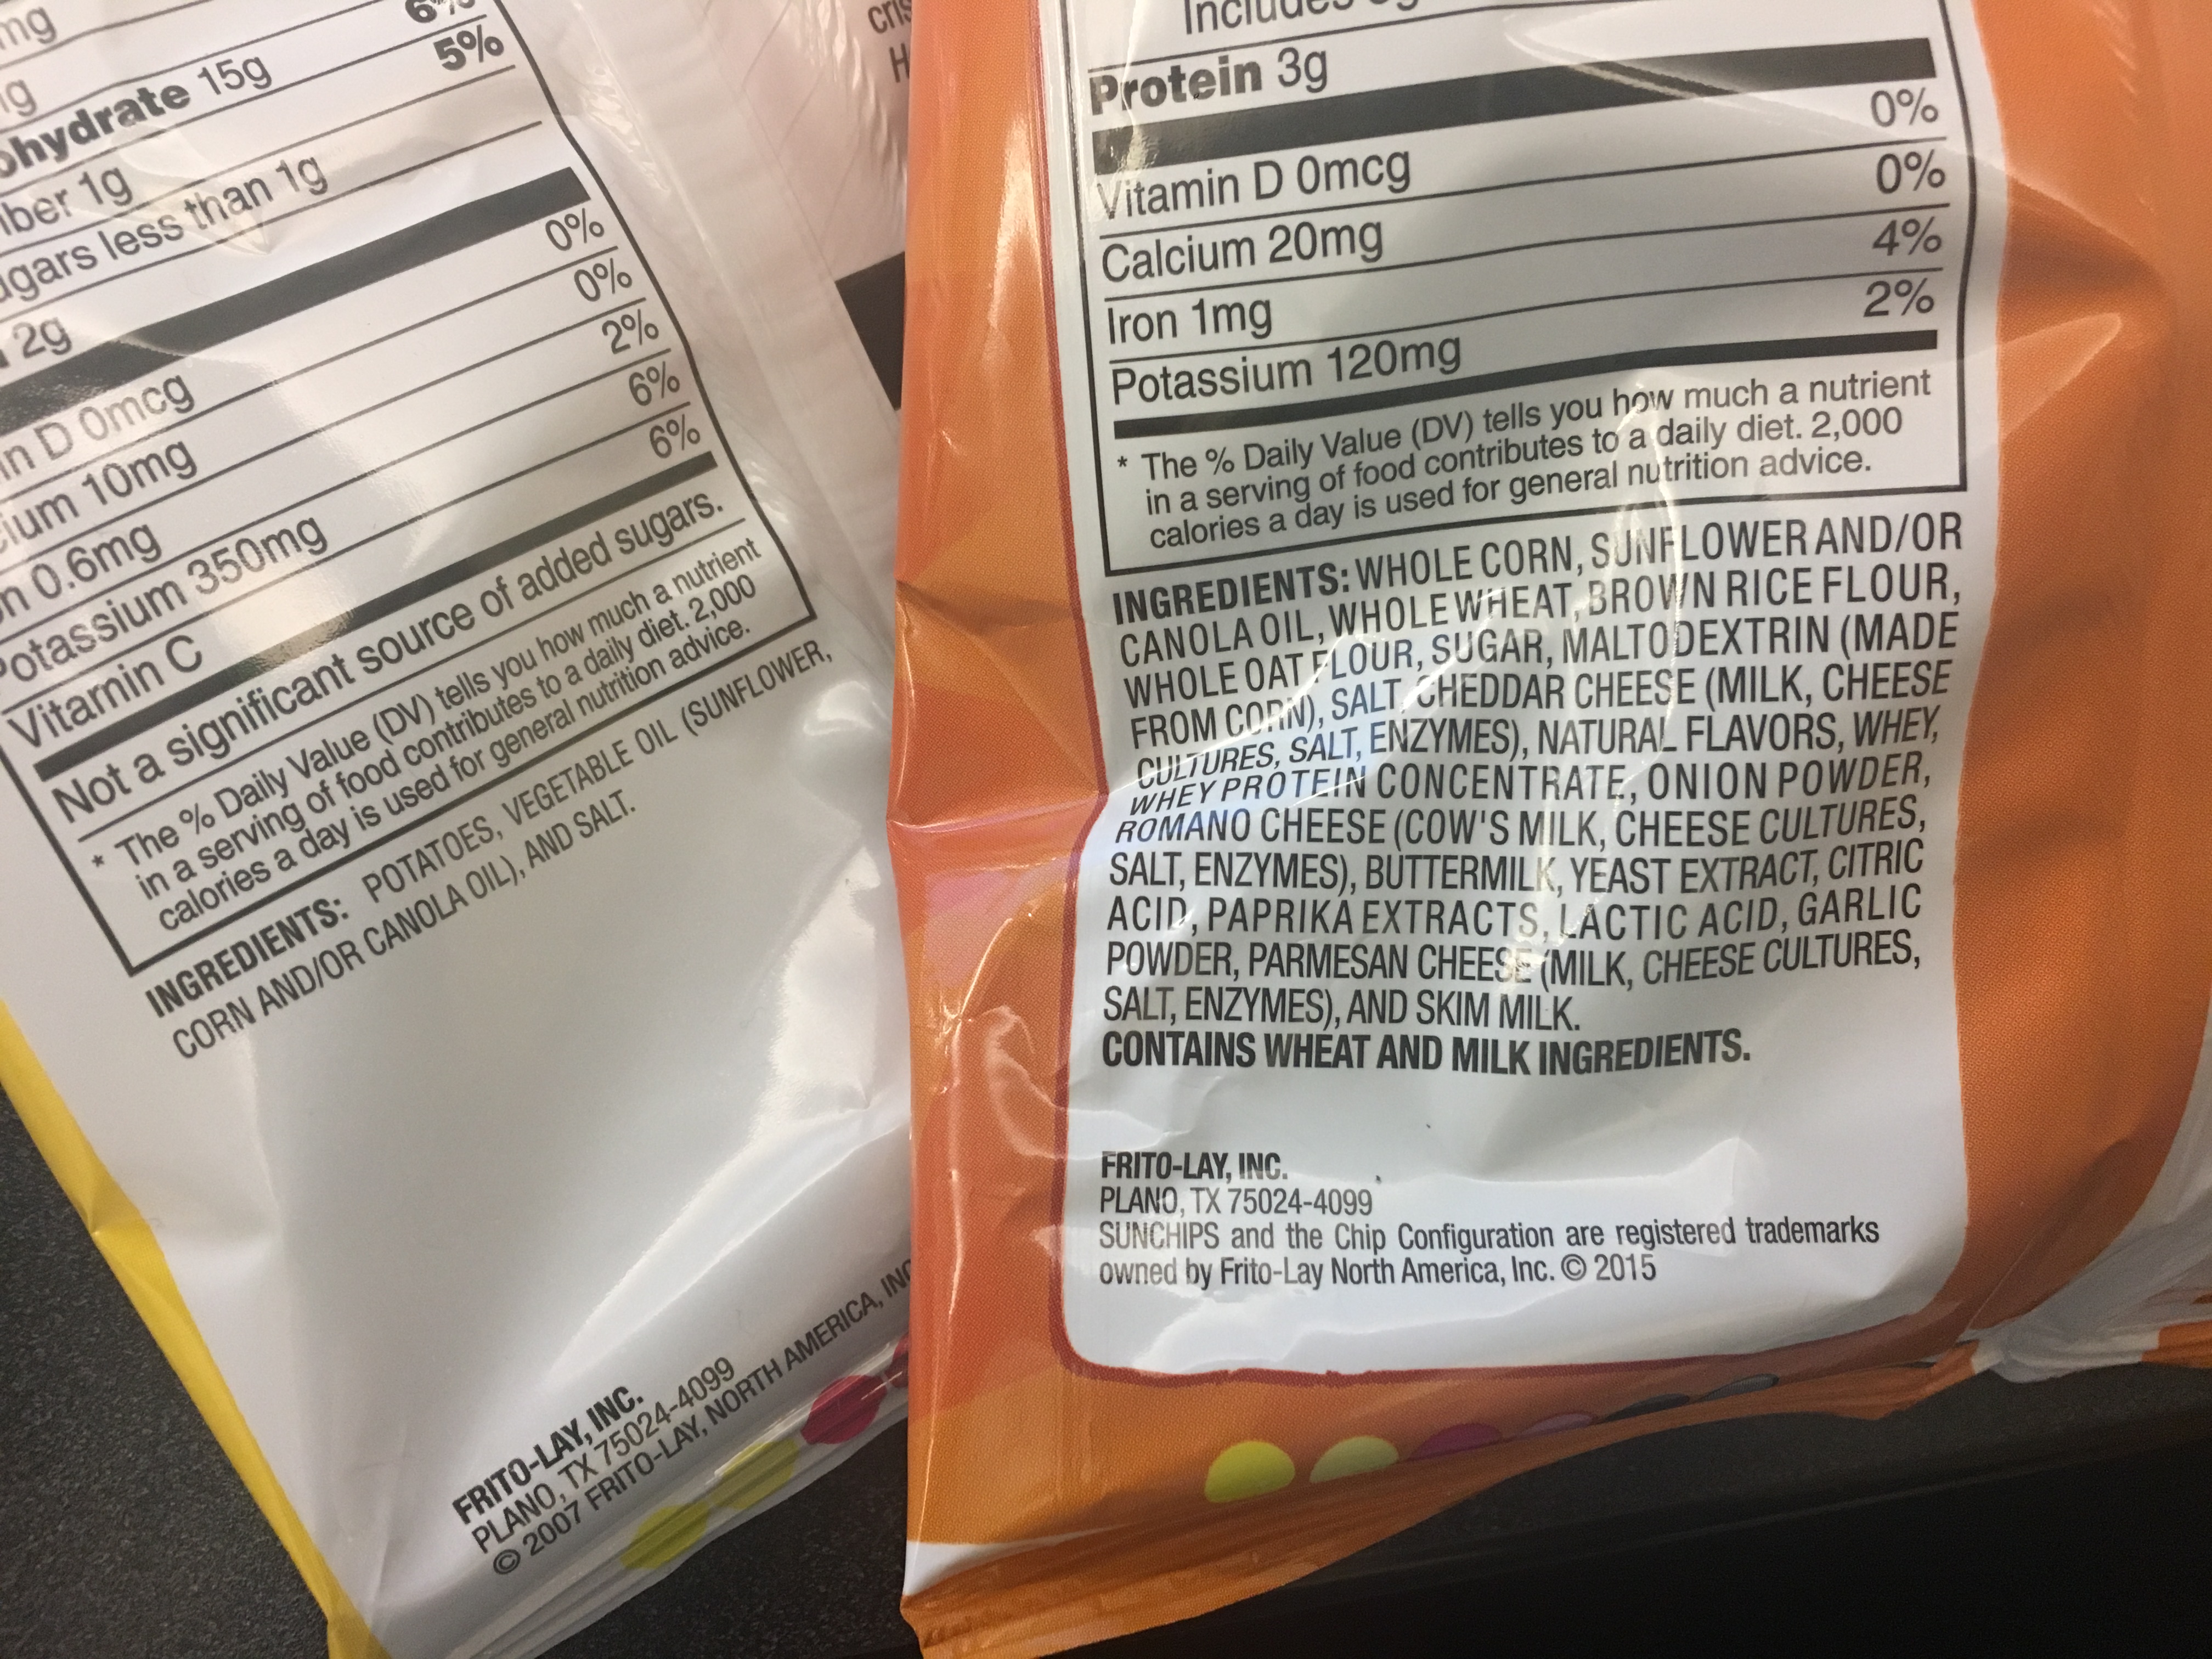 mg
6%
5%
ohydrate 15g
ber 1g
gars less than 1g
2g
0%
0%
2%
6%
6%
in D 0mcg
ium 10mg
n 0.6mg
Potassium 350mg
Vitamin C
Not a significant source of added sugars.
* The % Daily Value (DV) tells you how much a nutrient
in a serving of food contributes to a daily diet. 2,000
calories a day is used for general nutrition advice.
INGREDIENTS: POTATOES, VEGETABLE OIL (SUNFLOWER,
CORN AND/OR CANOLA OIL), AND SALT.
FRITO-LAY, INC.
PLANO, TX 75024-4099
© 2007 FRITO-LAY, NORTH AMERICA, INC
cris
H
Includes
Protein 3g
Vitamin D 0mcg 0%
Calcium 20mg 0%
Iron 1mg 4%
Potassium 120mg 2%
* The % Daily Value (DV) tells you how much a nutrient
in a serving of food contributes to a daily diet. 2,000
calories a day is used for general nutrition advice.
INGREDIENTS: WHOLE CORN, SUNFLOWER AND/OR
CANOLA OIL, WHOLE WHEAT, BROWN RICE FLOUR,
WHOLE OAT FLOUR, SUGAR, MALTODEXTRIN (MADE
FROM CORN), SALT, CHEDDAR CHEESE (MILK, CHEESE
CULTURES, SALT, ENZYMES), NATURAL FLAVORS, WHEY,
WHEY PROTEIN CONCENTRATE, ONION POWDER,
ROMANO CHEESE (COW'S MILK, CHEESE CULTURES,
SALT, ENZYMES), BUTTERMILK, YEAST EXTRACT, CITRIC
ACID, PAPRIKA EXTRACTS, LACTIC ACID, GARLIC
POWDER, PARMESAN CHEESE (MILK, CHEESE CULTURES,
SALT, ENZYMES), AND SKIM MILK.
CONTAINS WHEAT AND MILK INGREDIENTS.
FRITO-LAY, INC.
PLANO, TX 75024-4099
SUNCHIPS and the Chip Configuration are registered trademarks
owned by Frito-Lay North America, Inc. © 2015